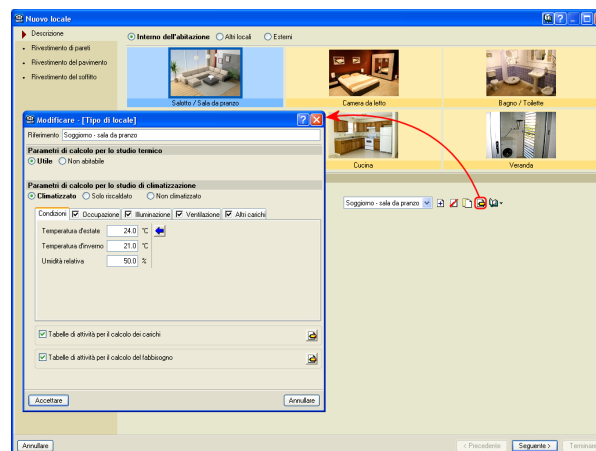 Nuovo locale
Descrizione
Rivestimento di pareti
Rivestimento del pavimento
Rivestimento del soffitto
Interno dell'abitazione Altri locali Esterni
Salotto / Sala da pranzo Camera da letto Bagno / Toilette
Cucina Veranda
Soggiorno - sala da pranzo
Modificare - [Tipo di locale]
Riferimento Soggiorno - sala da pranzo
Parametri di calcolo per lo studio termico
Utile Non abitabile
Parametri di calcolo per lo studio di climatizzazione
Climatizzato Solo riscaldato Non climatizzato
Condizioni Occupazione Illuminazione Ventilazione Altri carichi
Temperatura d'estate 24.0 °C
Temperatura d'inverno 21.0 °C
Umidità relativa 50.0 %
Tabelle di attività per il calcolo dei carichi
Tabelle di attività per il calcolo del fabbisogno
Accettare Annullare
Annullare < Precedente Seguente > Terminare